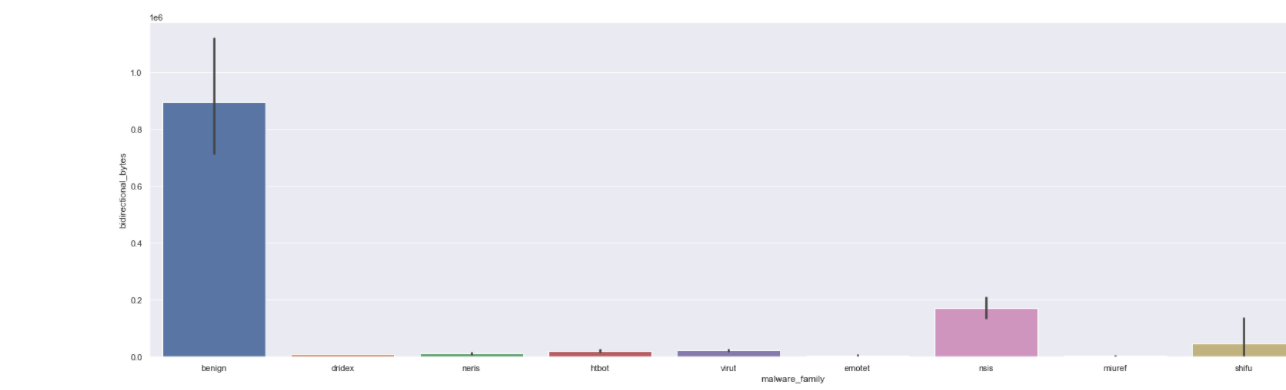 1e6
1.0
0.8
0.6
0.4
0.2
0.0
bidirectional_bytes
benign dridex neris htbot virut emotet nsis miuref shifu
malware_family